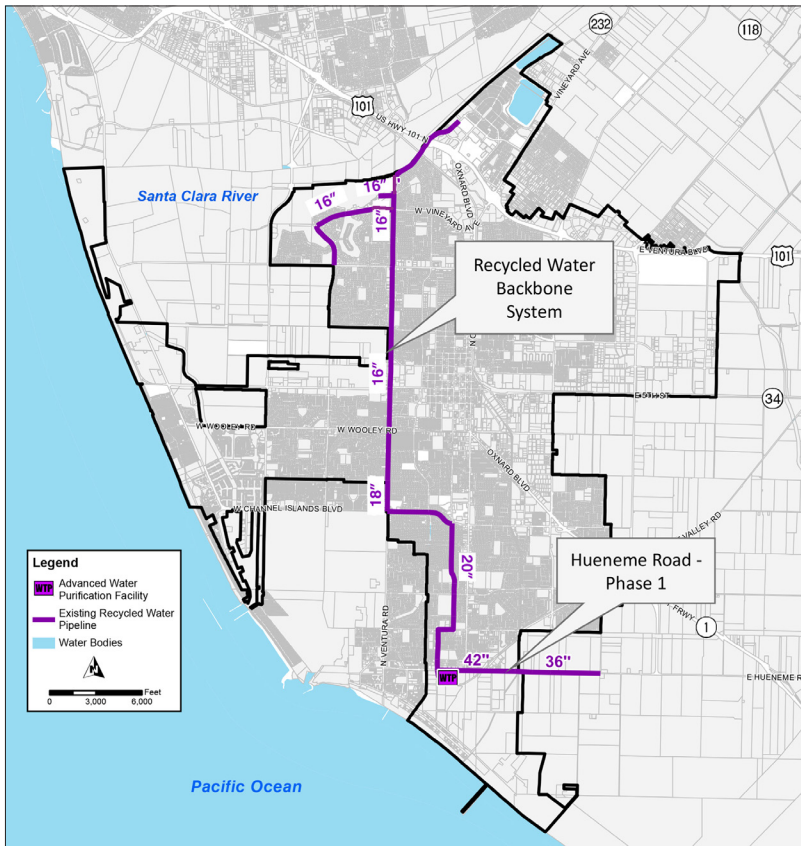 232
118
VINEYARD AVE
101
US HWY 101 N
Santa Clara River
16"
16"
16"
OXNARD BLVD
W VINEYARD AVE
E VENTURA BLVD
101
Recycled Water
Backbone
System
16"
E 5TH ST
34
W WOOLEY RD
W WOOLEY RD
OXNARD BLVD
18"
W CHANNEL ISLANDS BLVD
VALLEY RD
20"
Hueneme Road -
Phase 1
FRWY
1
N VENTURA RD
42"
36"
WTP
E HUENEME R
Legend
WTP
Advanced Water
Purification Facility
Existing Recycled Water
Pipeline
Water Bodies
N
Feet
0 3,000 6,000
Pacific Ocean